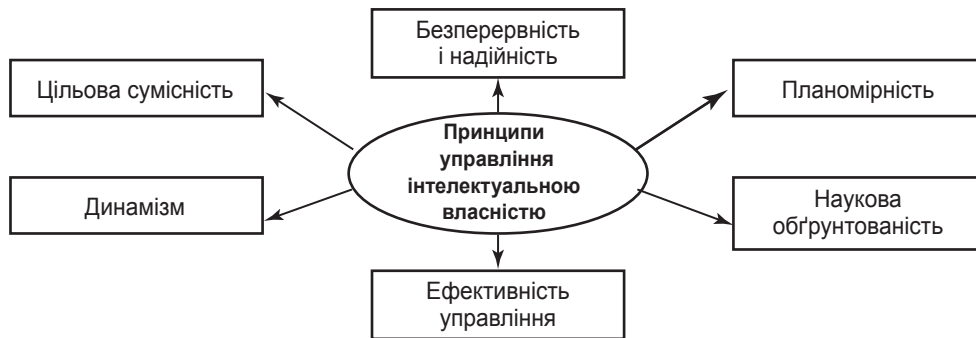 Безперервність
і надійність
Цільова сумісність
Планомірність
Принципи
управління
інтелектуальною
власністю
Динамізм
Наукова
обґрунтованість
Ефективність
управління